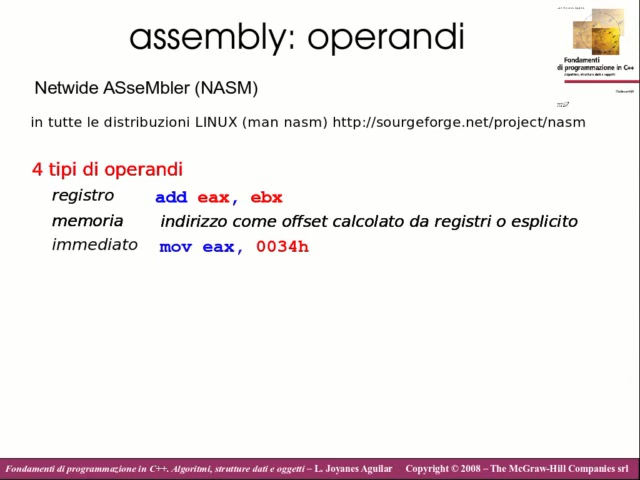 assembly: operandi
Fondamenti
di programmazione in C++
Netwide ASseMbler (NASM)
in tutte le distribuzioni LINUX (man nasm) http://sourgeforge.net/project/nasm
4 tipi di operandi
registro add eax, ebx
memoria indirizzo come offset calcolato da registri o esplicito
immediato mov eax, 0034h
Fondamenti di programmazione in C++. Algoritmi, strutture dati e oggetti – L. Joyanes Aguilar Copyright © 2008 – The McGraw-Hill Companies srl